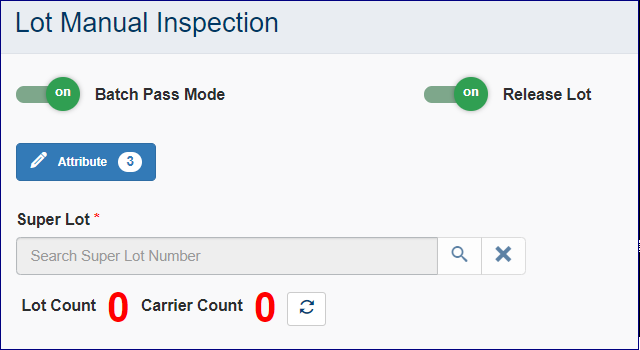 Lot Manual Inspection
on Batch Pass Mode on Release Lot
Attribute 3
Super Lot *
Search Super Lot Number
Lot Count 0 Carrier Count 0